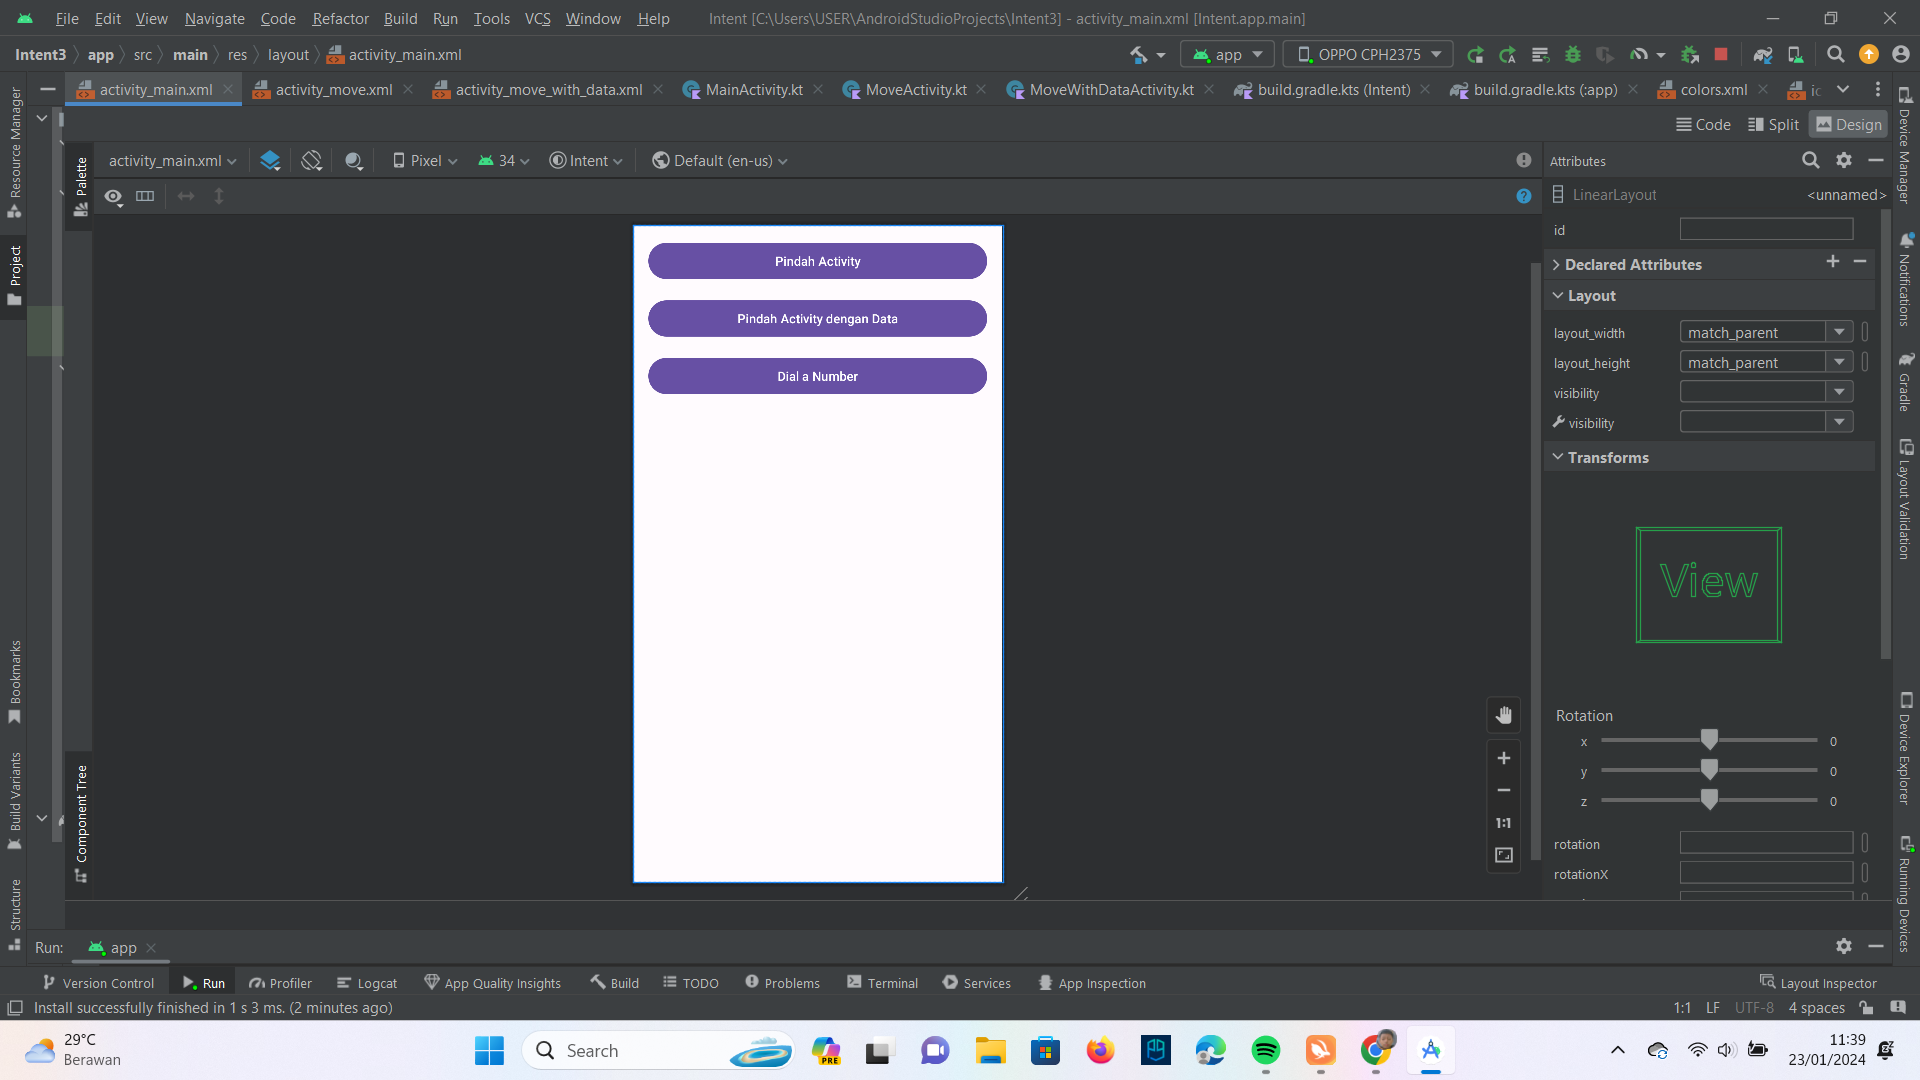 File Edit View Navigate Code Refactor Build Run Tools VCS Window Help Intent [C:\Users\USER\AndroidStudioProjects\Intent3] - activity_main.xml [Intent.app.main]
Intent3 app src main res layout activity_main.xml app OPPO CPH2375
activity_main.xml activity_move.xml activity_move_with_data.xml MainActivity.kt MoveActivity.kt MoveWithDataActivity.kt build.gradle.kts (Intent) build.gradle.kts (:app) colors.xml ic
Code Split Design
activity_main.xml Pixel 34 Intent Default (en-us)
Attributes
LinearLayout <unnamed>
id
Declared Attributes
Layout
layout_width match_parent
layout_height match_parent
visibility
visibility
Transforms
View
Rotation
x 0
y 0
z 0
rotation
rotationX
Pindah Activity
Pindah Activity dengan Data
Dial a Number
1:1
Resource Manager
Project
Bookmarks
Build Variants
Structure
Palette
Component Tree
Device Manager
Notifications
Gradle
Layout Validation
Device Explorer
Running Devices
Run: app
Version Control Run Profiler Logcat App Quality Insights Build TODO Problems Terminal Services App Inspection Layout Inspector
Install successfully finished in 1 s 3 ms. (2 minutes ago) 1:1 LF UTF-8 4 spaces
29°C
Berawan
Search
PRE
11:39
23/01/2024